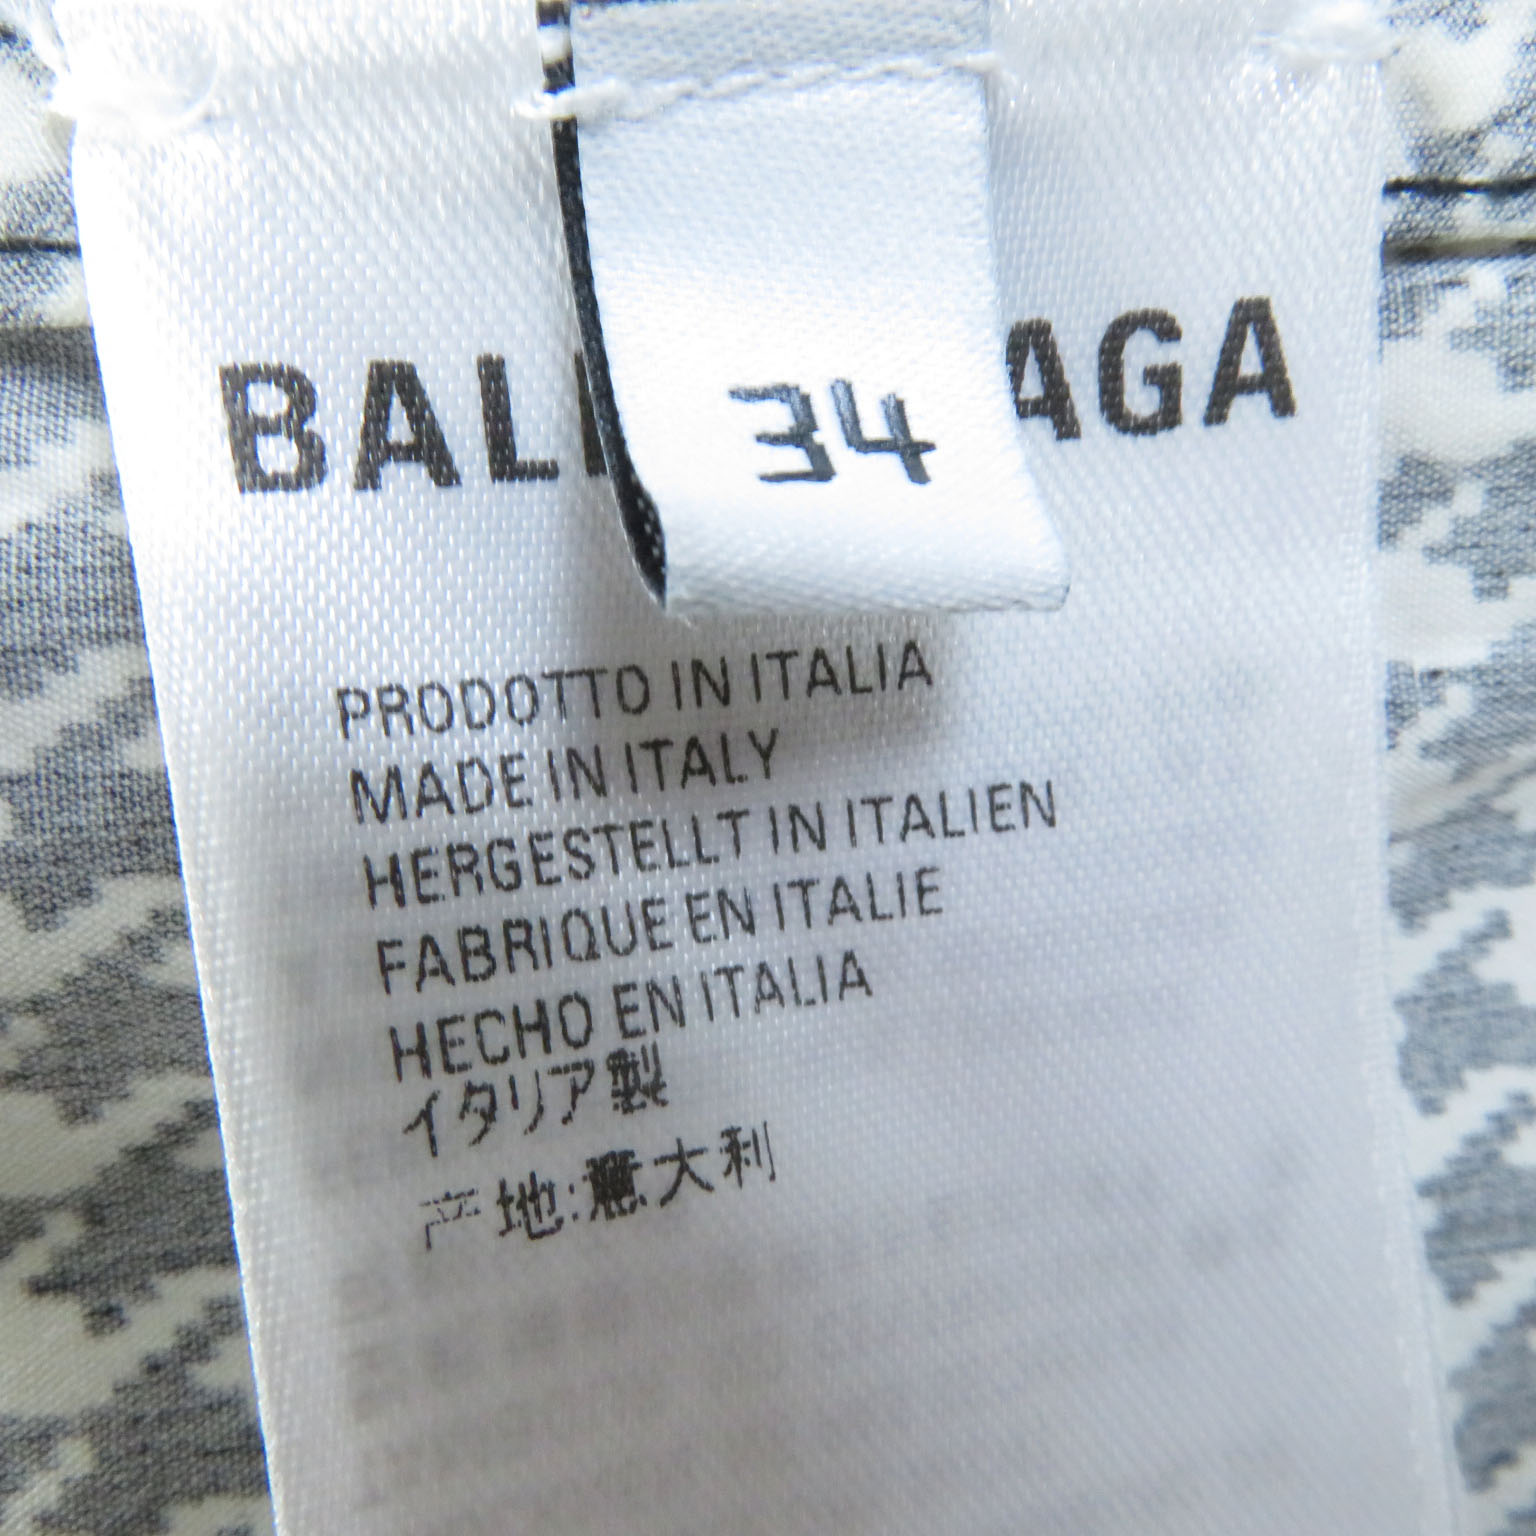 BAL AGA
34
PRODOTTO IN ITALIA
MADE IN ITALY
HERGESTELLT IN ITALIEN
FABRIQUE EN ITALIE
HECHO EN ITALIA
イタリア製
产地:意大利